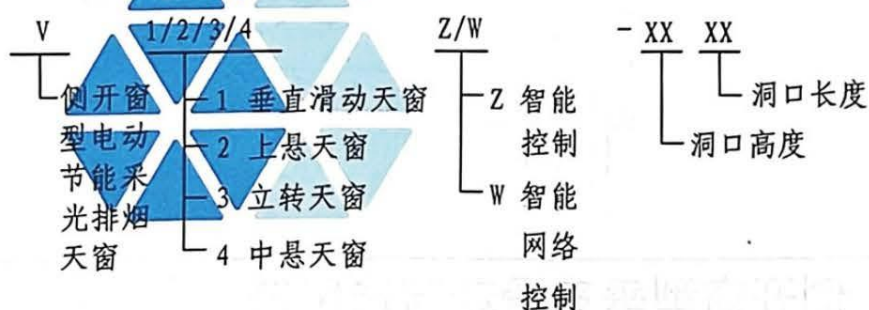 V 1/2/3/4 Z/W - XX XX
侧开窗
型电动
节能采
光排烟
天窗
1 垂直滑动天窗
2 上悬天窗
3 立转天窗
4 中悬天窗
Z 智能
控制
W 智能
网络
控制
洞口长度
洞口高度